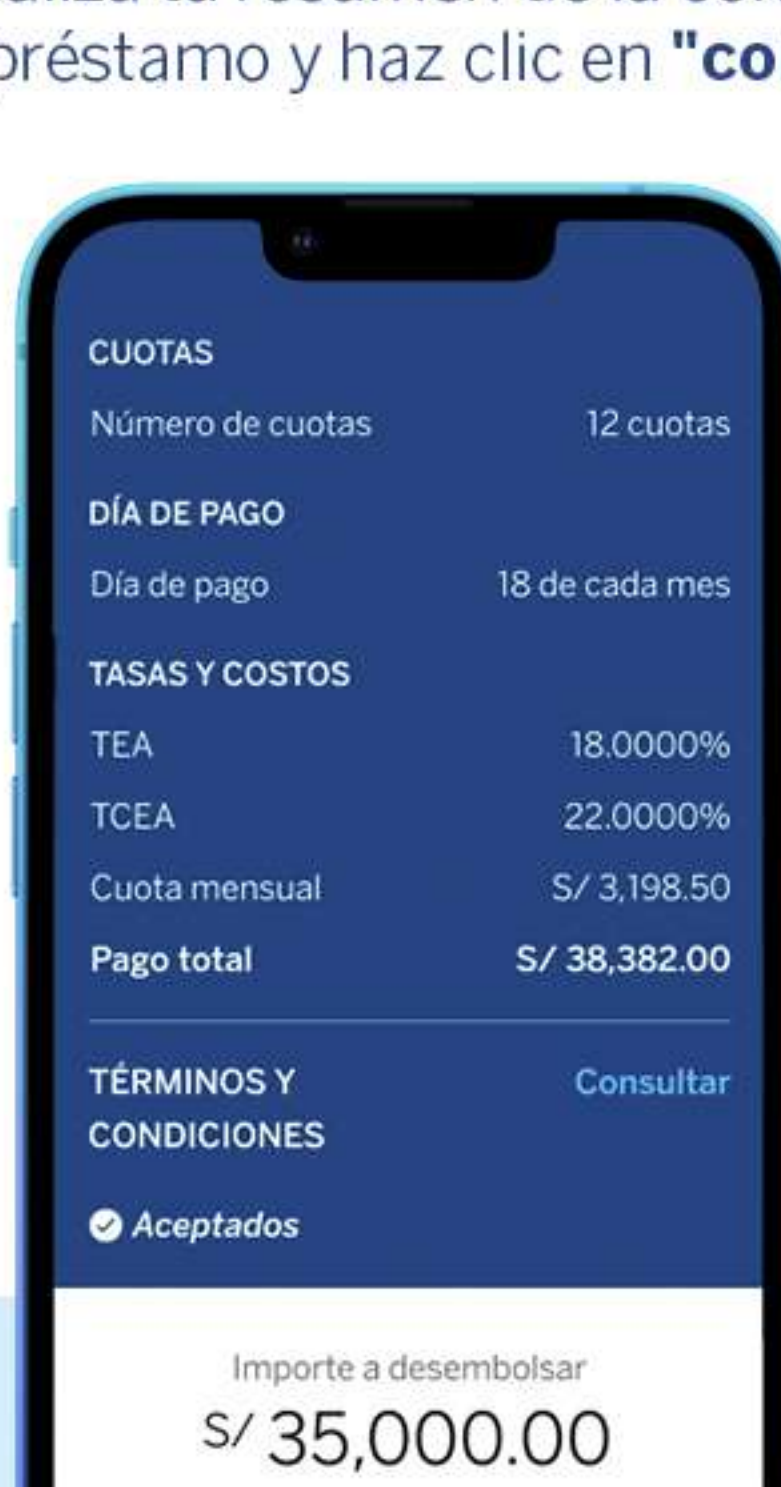 préstamo y haz clic en "co
CUOTAS
Número de cuotas 12 cuotas
DÍA DE PAGO
Día de pago 18 de cada mes
TASAS Y COSTOS
TEA 18.0000%
TCEA 22.0000%
Cuota mensual S/ 3,198.50
Pago total S/ 38,382.00
TÉRMINOS Y Consultar
CONDICIONES
Aceptados
Importe a desembolsar
S/ 35,000.00